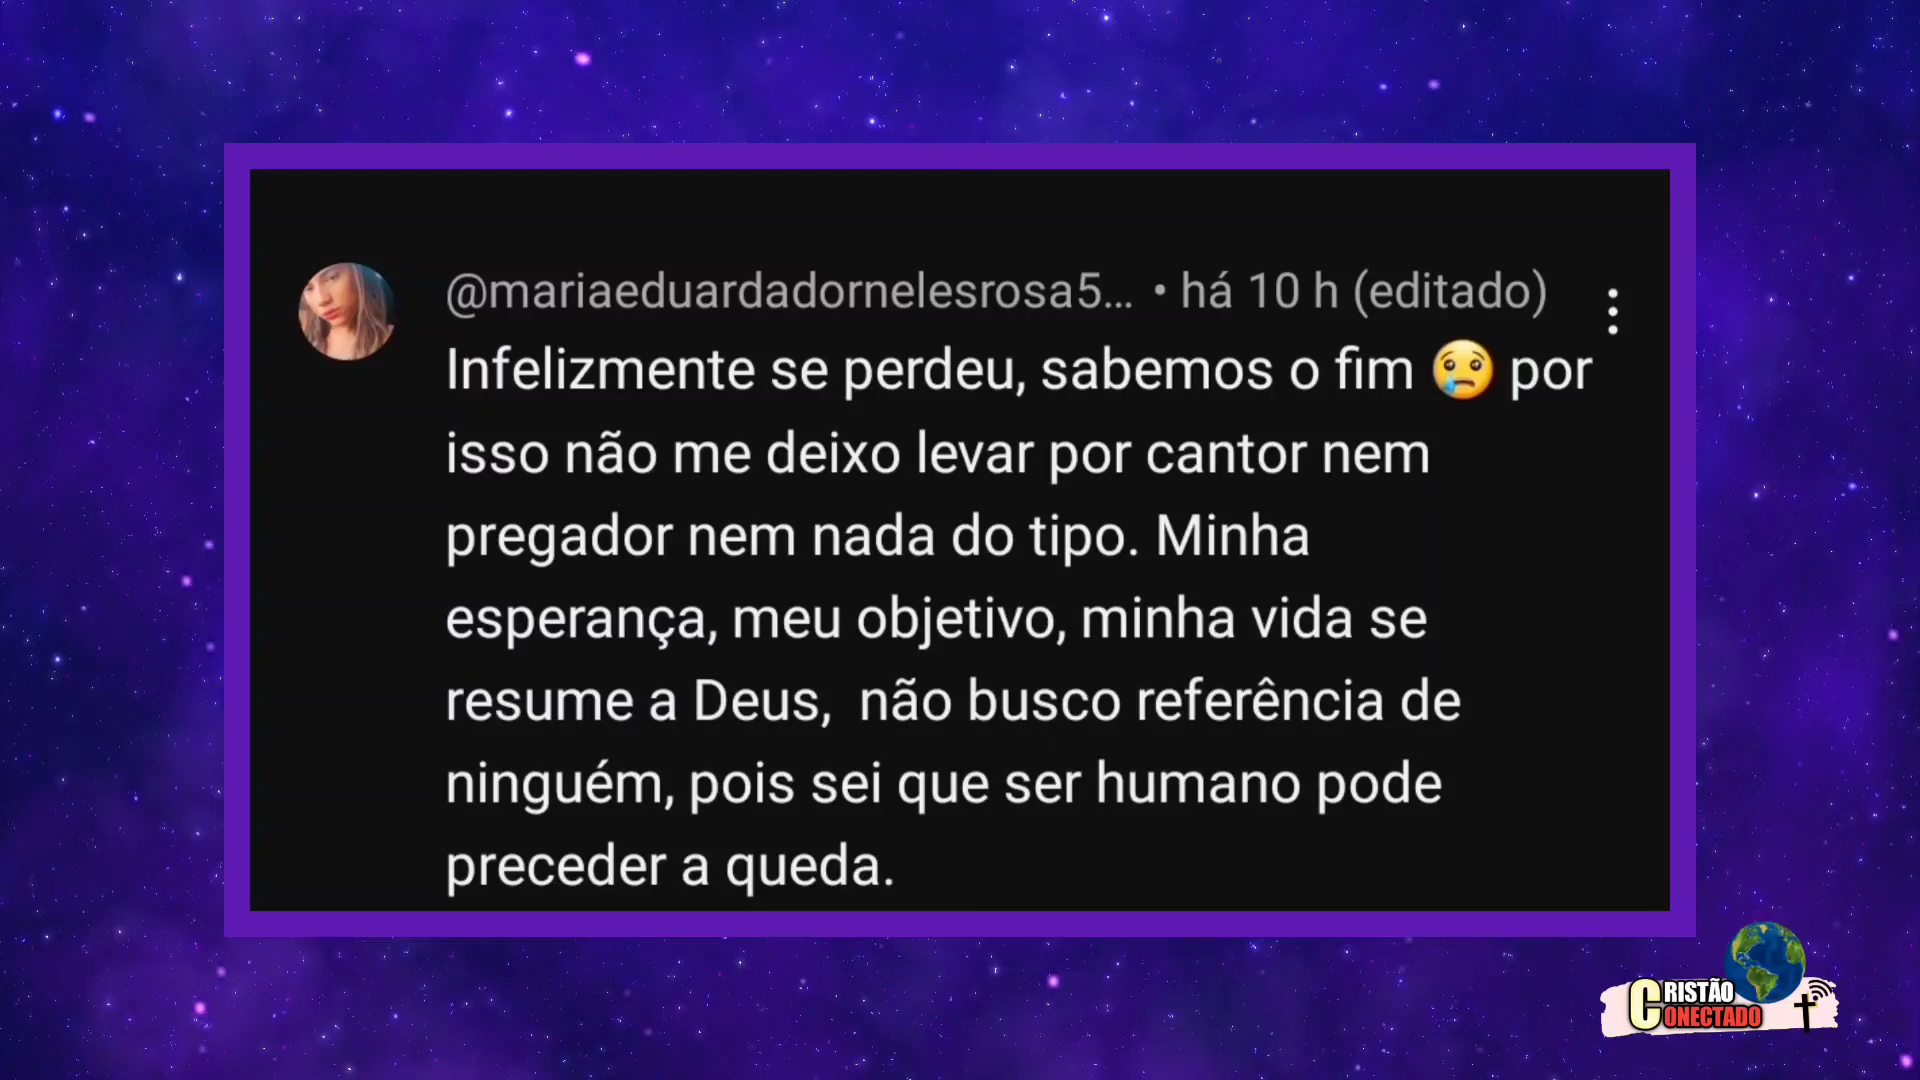 @mariaeduardadornelesrosa5... • há 10 h (editado)
Infelizmente se perdeu, sabemos o fim 😢 por
isso não me deixo levar por cantor nem
pregador nem nada do tipo. Minha
esperança, meu objetivo, minha vida se
resume a Deus,  não busco referência de
ninguém, pois sei que ser humano pode
preceder a queda.
CRISTÃO
CONECTADO